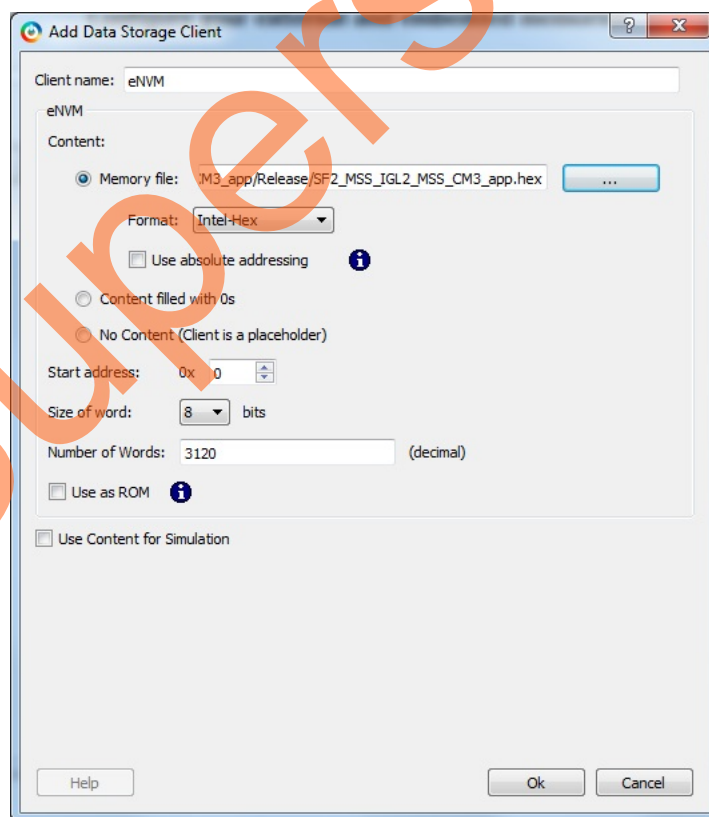 Add Data Storage Client
Client name: eNVM
eNVM
Content:
Memory file: :M3_app/Release/SF2_MSS_IGL2_MSS_CM3_app.hex ...
Format: Intel-Hex
Use absolute addressing
Content filled with 0s
No Content (Client is a placeholder)
Start address: 0x 0
Size of word: 8 bits
Number of Words: 3120 (decimal)
Use as ROM
Use Content for Simulation
Help Ok Cancel
upers